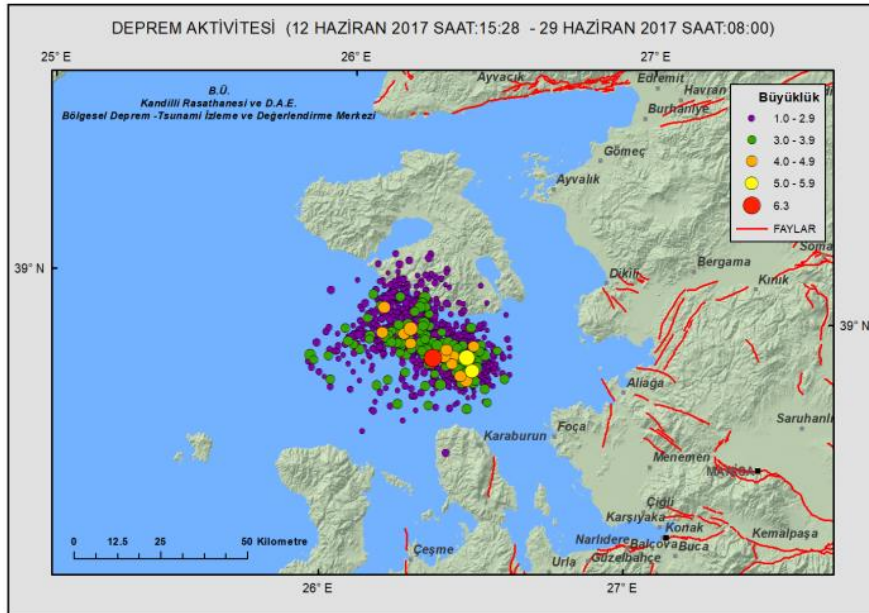 DEPREM AKTİVİTESİ (12 HAZİRAN 2017 SAAT:15:28 - 29 HAZİRAN 2017 SAAT:08:00)
25° E
26° E
27° E
B.Ü.
Kandilli Rasathanesi ve D.A.E.
Bölgesel Deprem -Tsunami İzleme ve Değerlendirme Merkezi
Ayvacık
Edremit
Havran
Burhaniye
Gömeç
Ayvalık
Büyüklük
1.0 - 2.9
3.0 - 3.9
4.0 - 4.9
5.0 - 5.9
6.3
FAYLAR
Soma
39° N
Bergama
Dikili
Kınık
39° N
Aliağa
Saruhanlı
Karaburun
Foça
Menemen
MANİSA
Çiğli
Karşıyaka
Konak
Kemalpaşa
Narlıdere
Balçova
Buca
Çeşme
Urla
Güzelbahçe
0 12.5 25 50 Kilometre
26° E
27° E